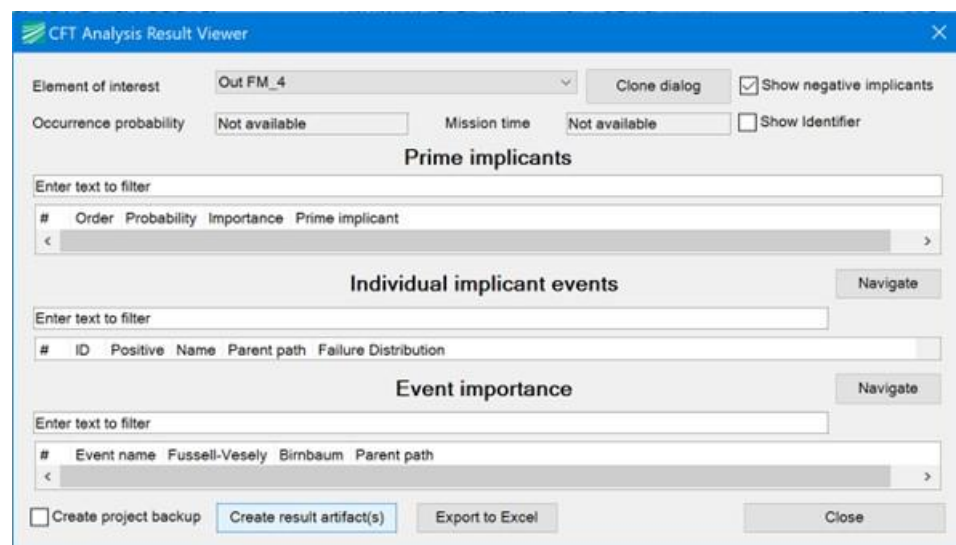 CFT Analysis Result Viewer
Element of interest Out FM_4 Clone dialog Show negative implicants
Occurrence probability Not available Mission time Not available Show Identifier
Prime implicants
Enter text to filter
# Order Probability Importance Prime implicant
Individual implicant events Navigate
Enter text to filter
# ID Positive Name Parent path Failure Distribution
Event importance Navigate
Enter text to filter
# Event name Fussell-Vesely Birnbaum Parent path
Create project backup Create result artifact(s) Export to Excel Close